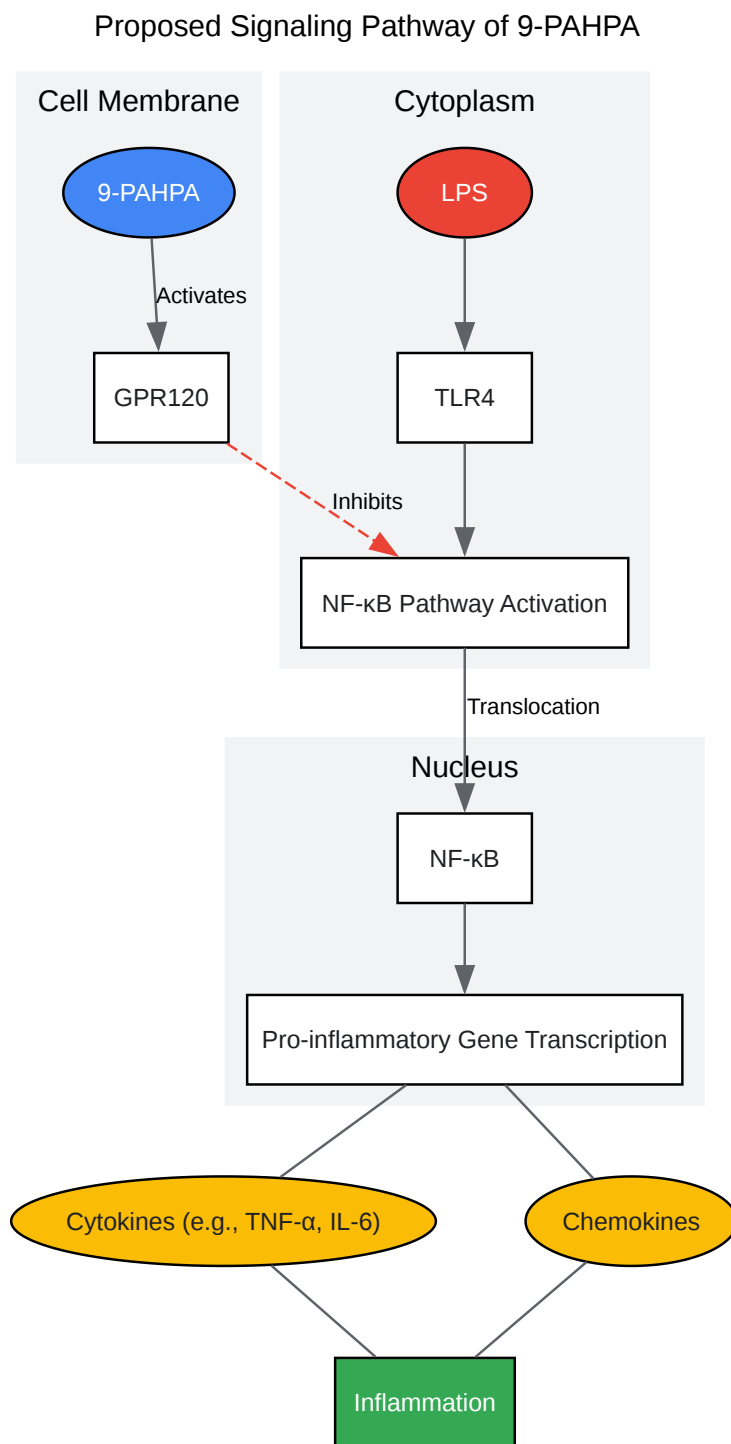 Proposed Signaling Pathway of 9-PAHPA
Cell Membrane
Cytoplasm
9-PAHPA
LPS
Activates
GPR120
TLR4
Inhibits
NF-κB Pathway Activation
Translocation
Nucleus
NF-κB
Pro-inflammatory Gene Transcription
Cytokines (e.g., TNF-α, IL-6)
Chemokines
Inflammation